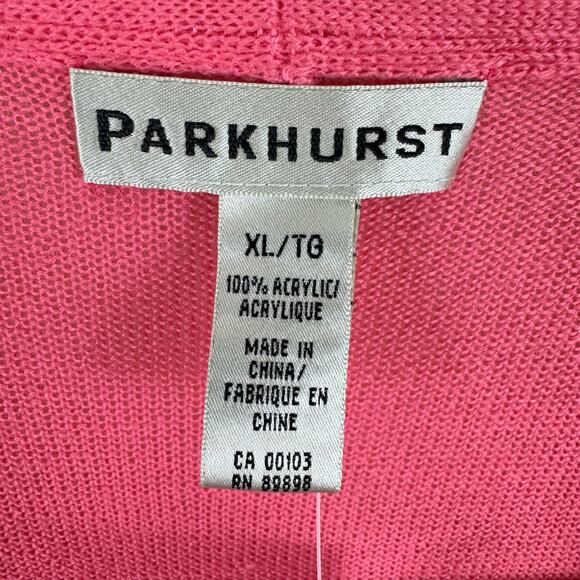 PARKHURST
XL/TG
100% ACRYLIC/
ACRYLIQUE
MADE IN
CHINA/
FABRIQUE EN
CHINE
CA 00103
RN 89898